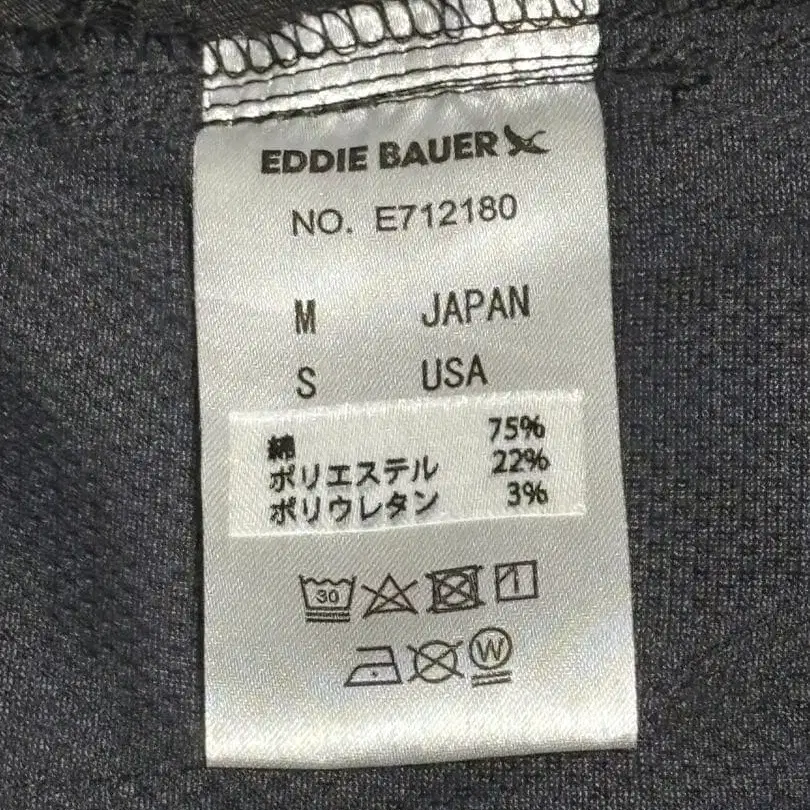 EDDIE BAUER
NO. E712180
M JAPAN
S USA
綿 75%
ポリエステル 22%
ポリウレタン 3%
30
W